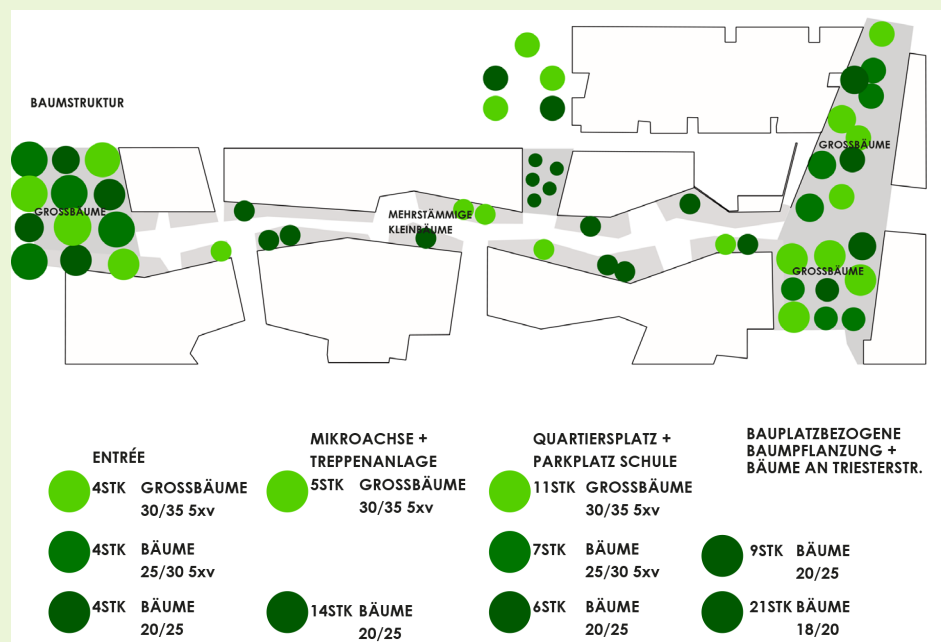 BAUMSTRUKTUR
GROSSBÄUME
GROSSBÄUME
MEHRSTÄMMIGE
KLEINBÄUME
GROSSBÄUME
ENTRÉE
4STK GROSSBÄUME
30/35 5xv
4STK BÄUME
25/30 5xv
4STK BÄUME
20/25
MIKROACHSE +
TREPPENANLAGE
5STK GROSSBÄUME
30/35 5xv
14STK BÄUME
20/25
QUARTIERSPLATZ +
PARKPLATZ SCHULE
11STK GROSSBÄUME
30/35 5xv
7STK BÄUME
25/30 5xv
6STK BÄUME
20/25
BAUPLATZBEZOGENE
BAUMPFLANZUNG +
BÄUME AN TRIESTERSTR.
9STK BÄUME
20/25
21STK BÄUME
18/20